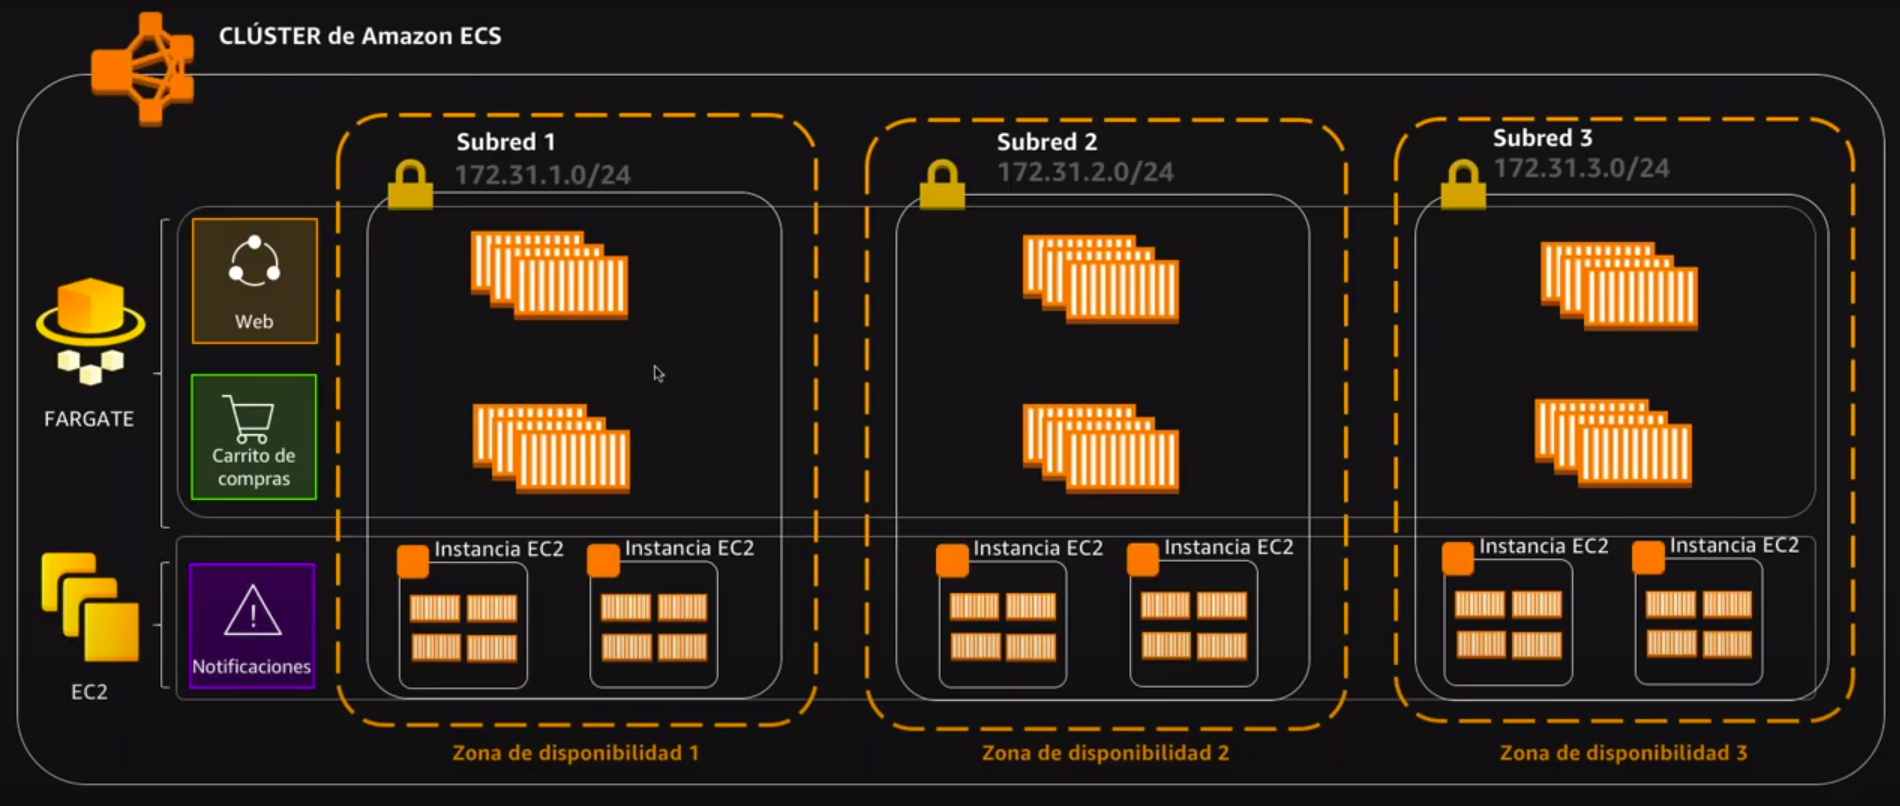 CLÚSTER de Amazon ECS
Subred 1
172.31.1.0/24
Subred 2
172.31.2.0/24
Subred 3
172.31.3.0/24
Web
FARGATE
Carrito de
compras
Instancia EC2
Instancia EC2
Instancia EC2
Instancia EC2
Instancia EC2
Instancia EC2
Notificaciones
EC2
Zona de disponibilidad 1
Zona de disponibilidad 2
Zona de disponibilidad 3